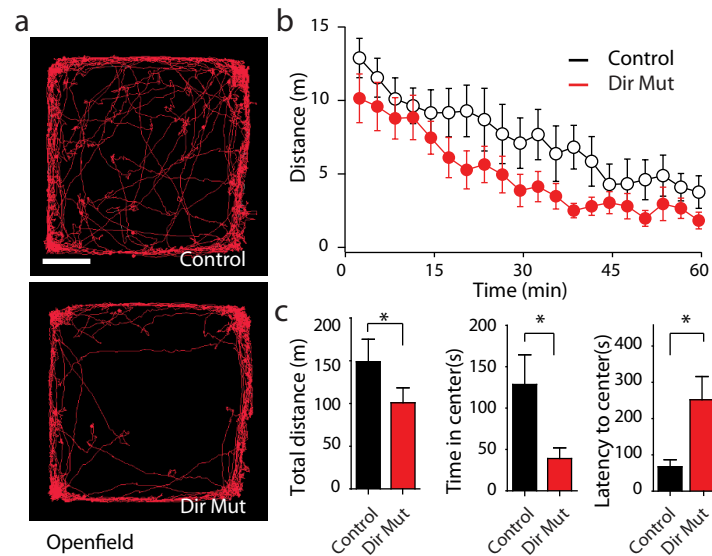 a
Control
Dir Mut
Openfield
b
15
10
5
0
Distance (m)
Control
Dir Mut
0
15
30
45
60
Time (min)
c
200
150
100
50
0
Total distance (m)
*
Control
Dir Mut
200
150
100
50
0
Time in center(s)
*
Control
Dir Mut
400
300
200
100
0
Latency to center(s)
*
Control
Dir Mut